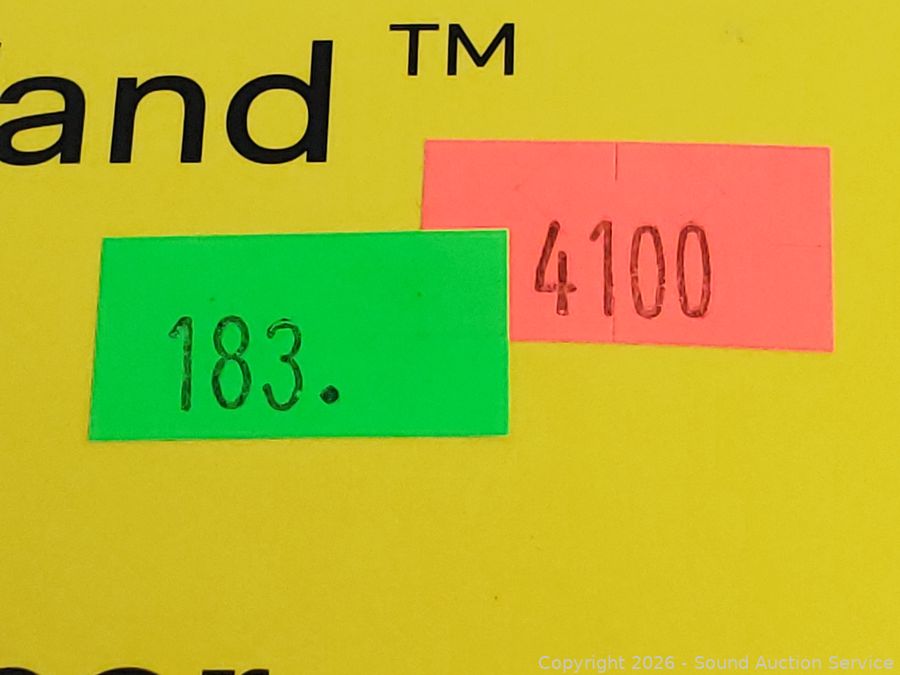 and ™
4100
183.
Copyright 2026 - Sound Auction Service